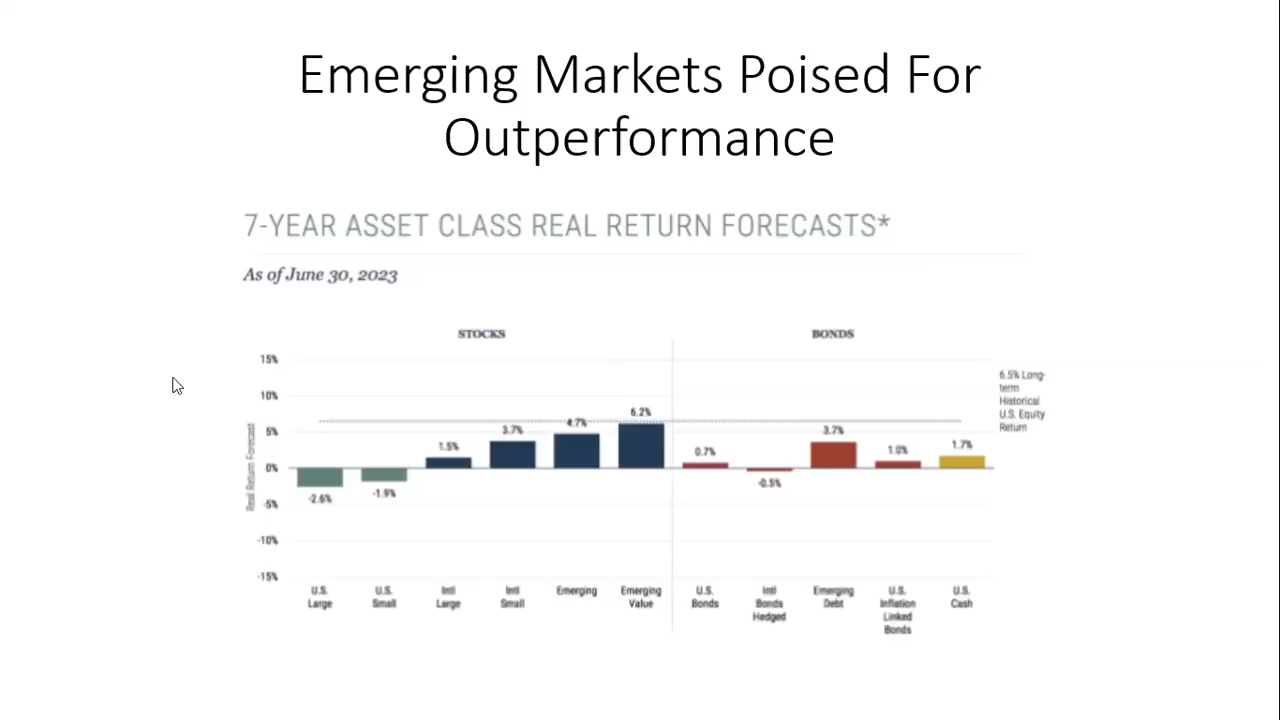 Emerging Markets Poised For
Outperformance
7-YEAR ASSET CLASS REAL RETURN FORECASTS*
As of June 30, 2023
STOCKS
BONDS
15%
10%
5%
0%
-5%
-10%
-15%
Real Return Forecast
-2.6%
-1.9%
1.5%
3.7%
4.7%
6.2%
0.7%
-0.5%
3.7%
1.0%
1.7%
6.5% Long-
term
Historical
U.S. Equity
Return
U.S.
Large
U.S.
Small
Intl
Large
Intl
Small
Emerging
Emerging
Value
U.S.
Bonds
Intl
Bonds
Hedged
Emerging
Debt
U.S.
Inflation
Linked
Bonds
U.S.
Cash